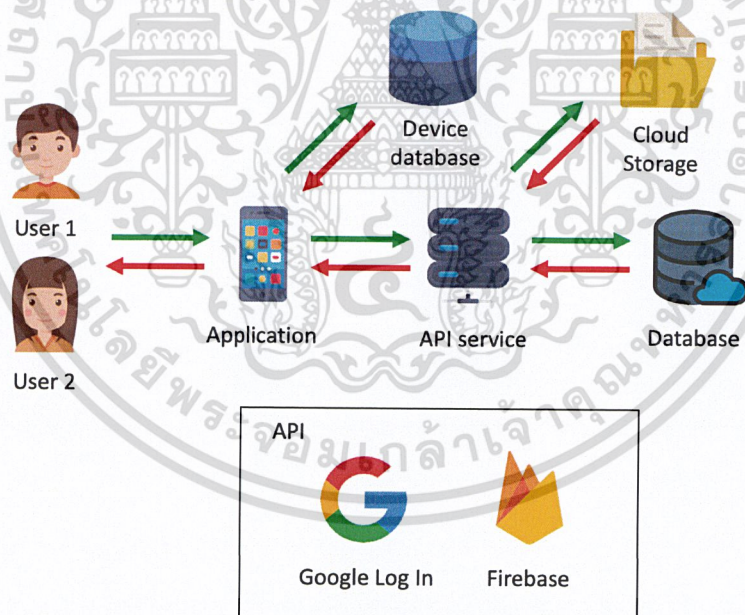 Device
database
Cloud
Storage
User 1
Application
API service
Database
User 2
API
Google Log In
Firebase